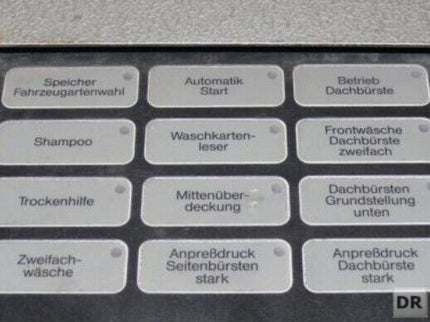 Speicher
Fahrzeugartenwahl
Automatik
Start
Betrieb
Dachbürste
Shampoo
Waschkarten-
leser
Frontwäsche
Dachbürste
zweifach
Trockenhilfe
Mittenüber-
deckung
Dachbürsten
Grundstellung
unten
Zweifach-
wäsche
Anpreßdruck
Seitenbürsten
stark
Anpreßdruck
Dachbürste
stark
DR